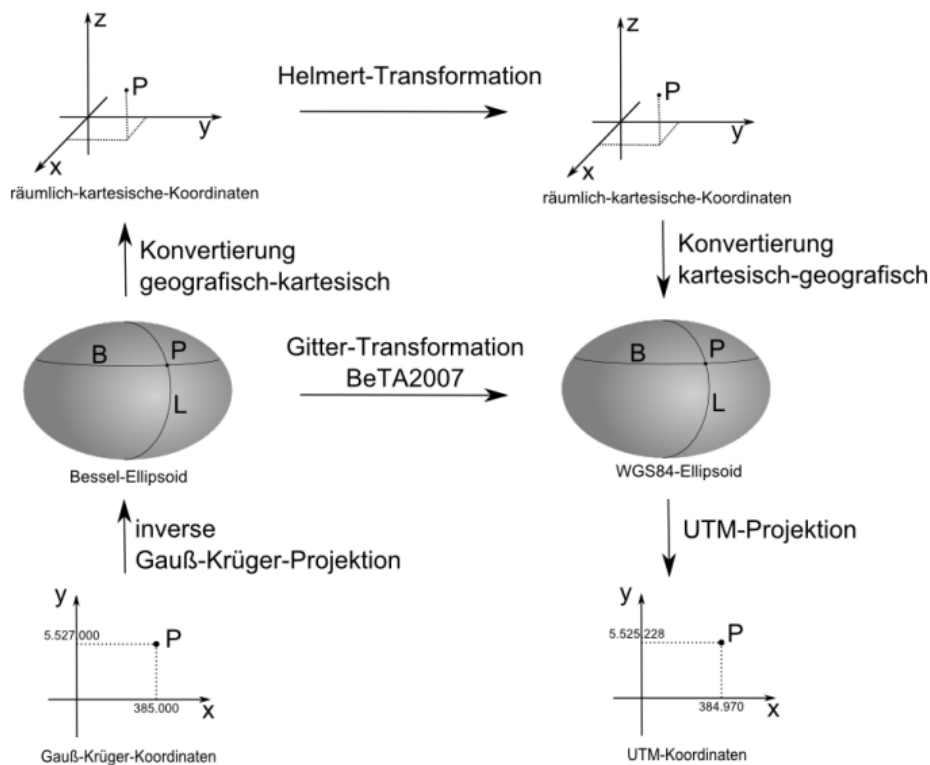 z
P
y
x
räumlich-kartesische-Koordinaten
Helmert-Transformation
z
P
y
x
räumlich-kartesische-Koordinaten
Konvertierung
geografisch-kartesisch
Konvertierung
kartesisch-geografisch
B
P
L
Bessel-Ellipsoid
Gitter-Transformation
BeTA2007
B
P
L
WGS84-Ellipsoid
inverse
Gauß-Krüger-Projektion
UTM-Projektion
y
5.527.000
P
385.000
x
Gauß-Krüger-Koordinaten
y
5.525.228
P
384.970
x
UTM-Koordinaten